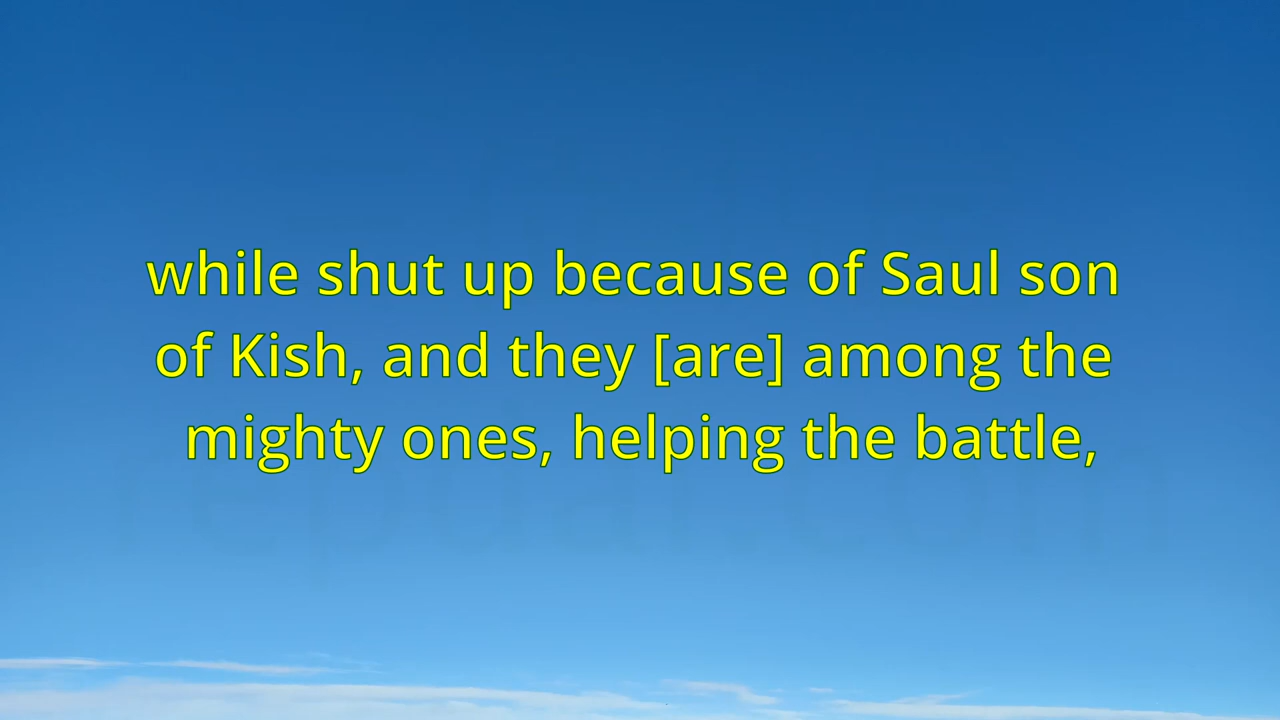 while shut up because of Saul son
of Kish, and they [are] among the
mighty ones, helping the battle,